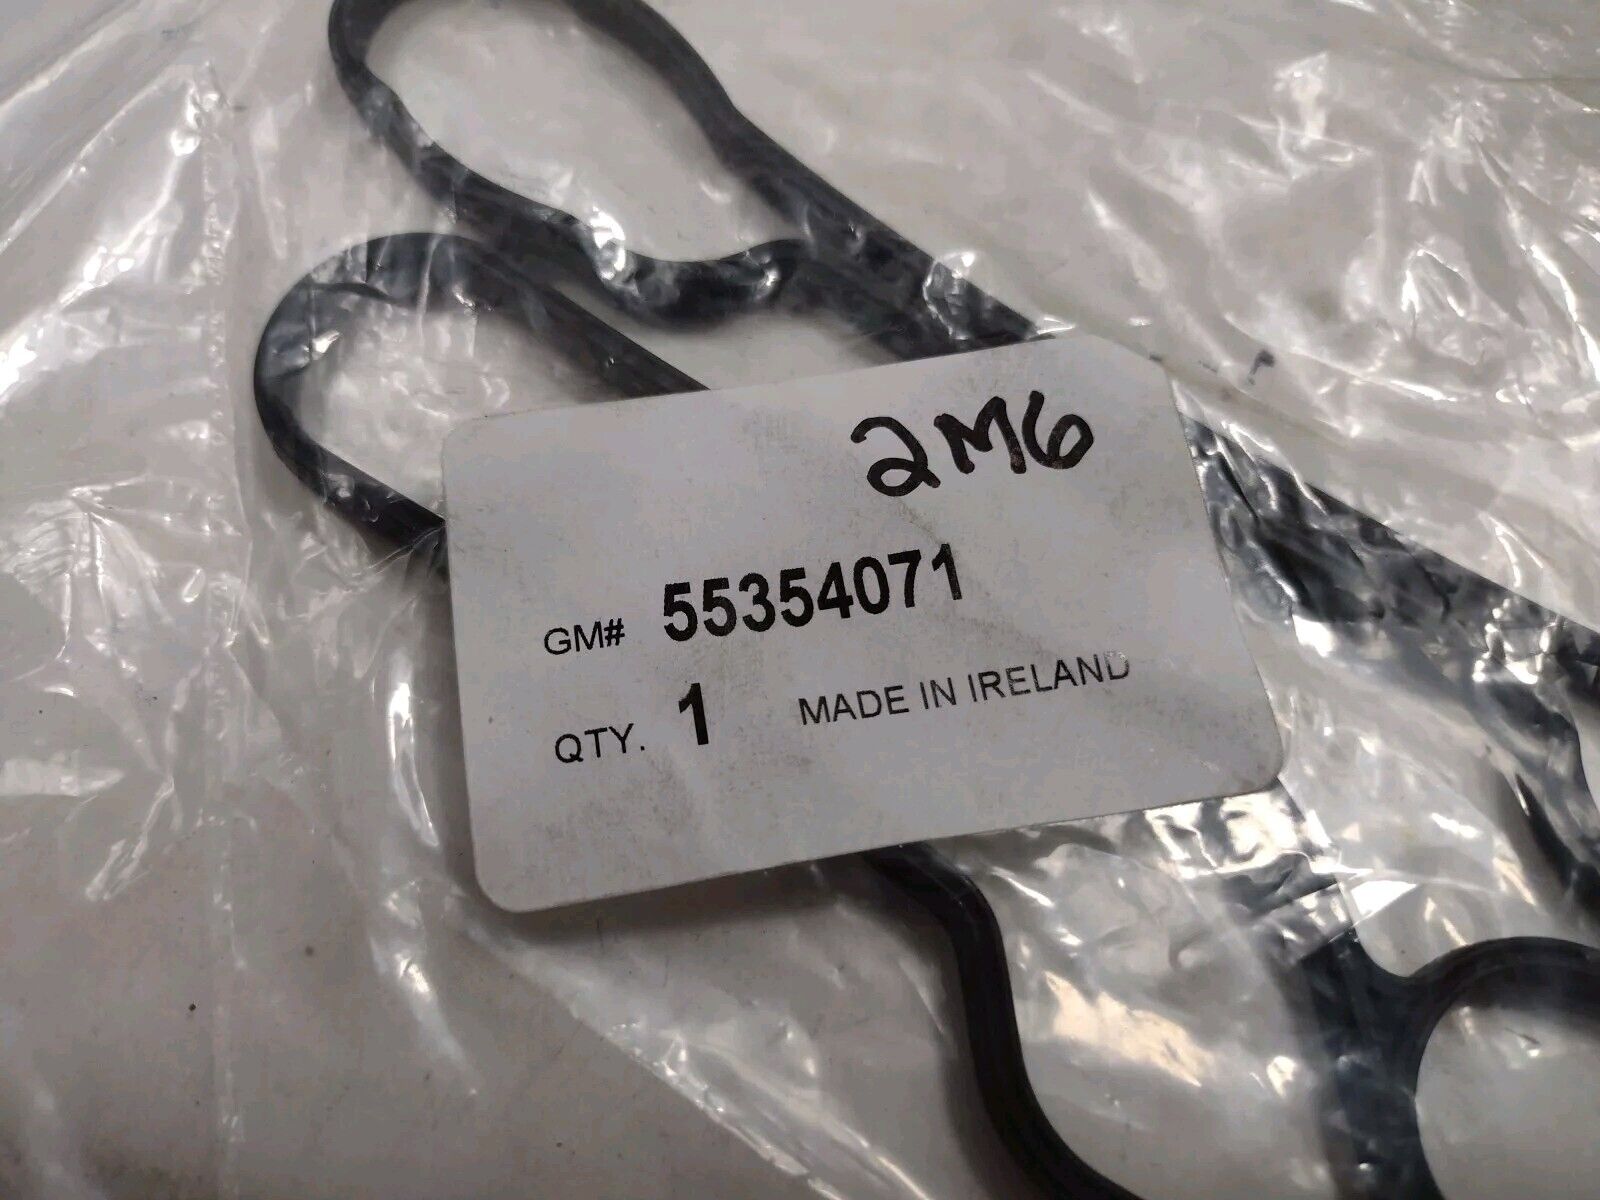 2M6
GM# 55354071
QTY. 1 MADE IN IRELAND